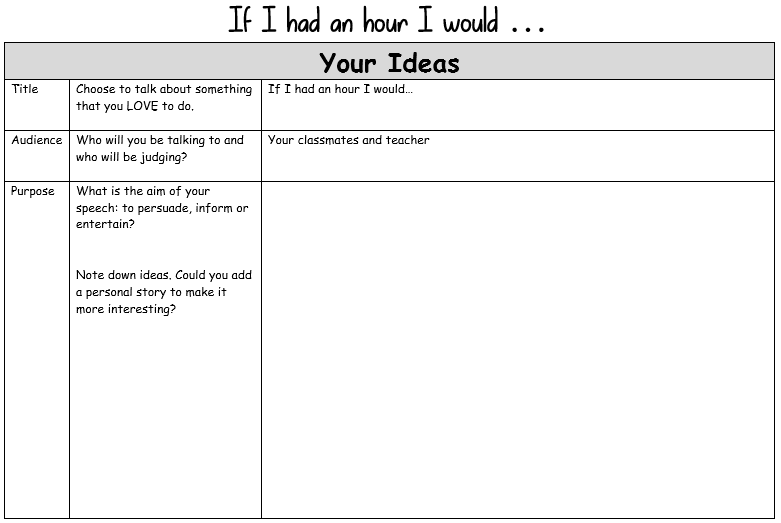 If I had an hour I would ...
Your Ideas
Title
Choose to talk about something
that you LOVE to do.
If I had an hour I would…
Audience
Who will you be talking to and
who will be judging?
Your classmates and teacher
Purpose
What is the aim of your
speech: to persuade, inform or
entertain?
Note down ideas. Could you add
a personal story to make it
more interesting?